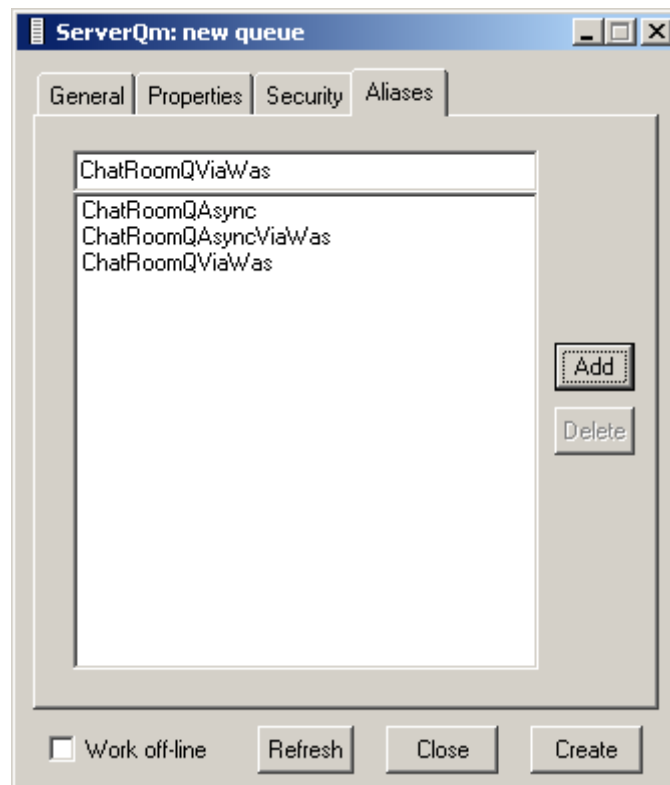 ServerQm: new queue
General Properties Security Aliases
ChatRoomQViaWas
ChatRoomQAsync
ChatRoomQAsyncViaWas
ChatRoomQViaWas
Add
Delete
Work off-line Refresh Close Create